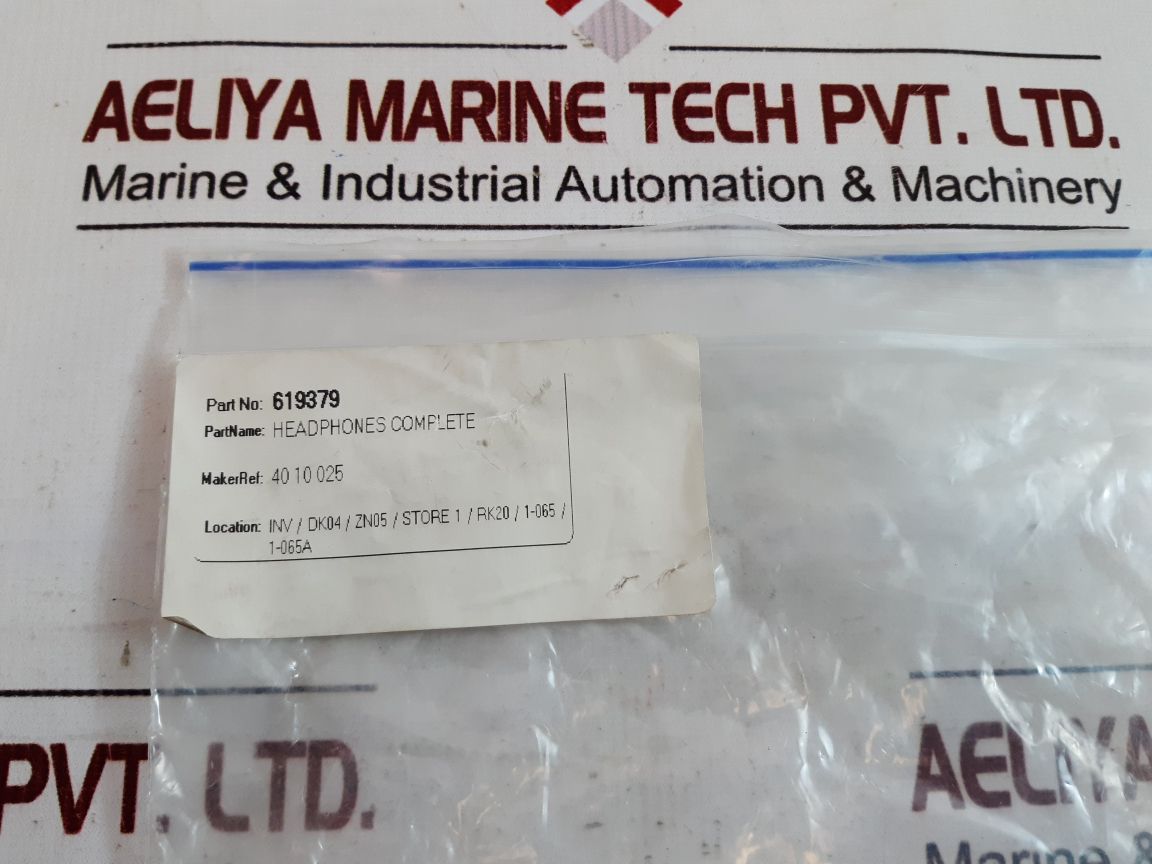 AELIYA MARINE TECH PVT. LTD.
Marine & Industrial Automation & Machinery
Part No: 619379
PartName: HEADPHONES COMPLETE
MakerRef: 40 10 025
Location: INV / DK04 / ZN05 / STORE 1 / RK20 / 1-065 /
1-065A
PVT. LTD.
AELIYA
Marine &